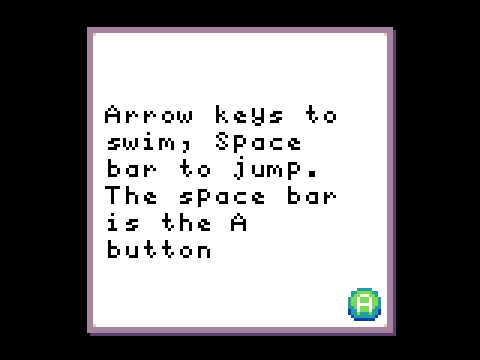 Arrow keys to
swim, Space
bar to jump.
The space bar
is the A
button
A